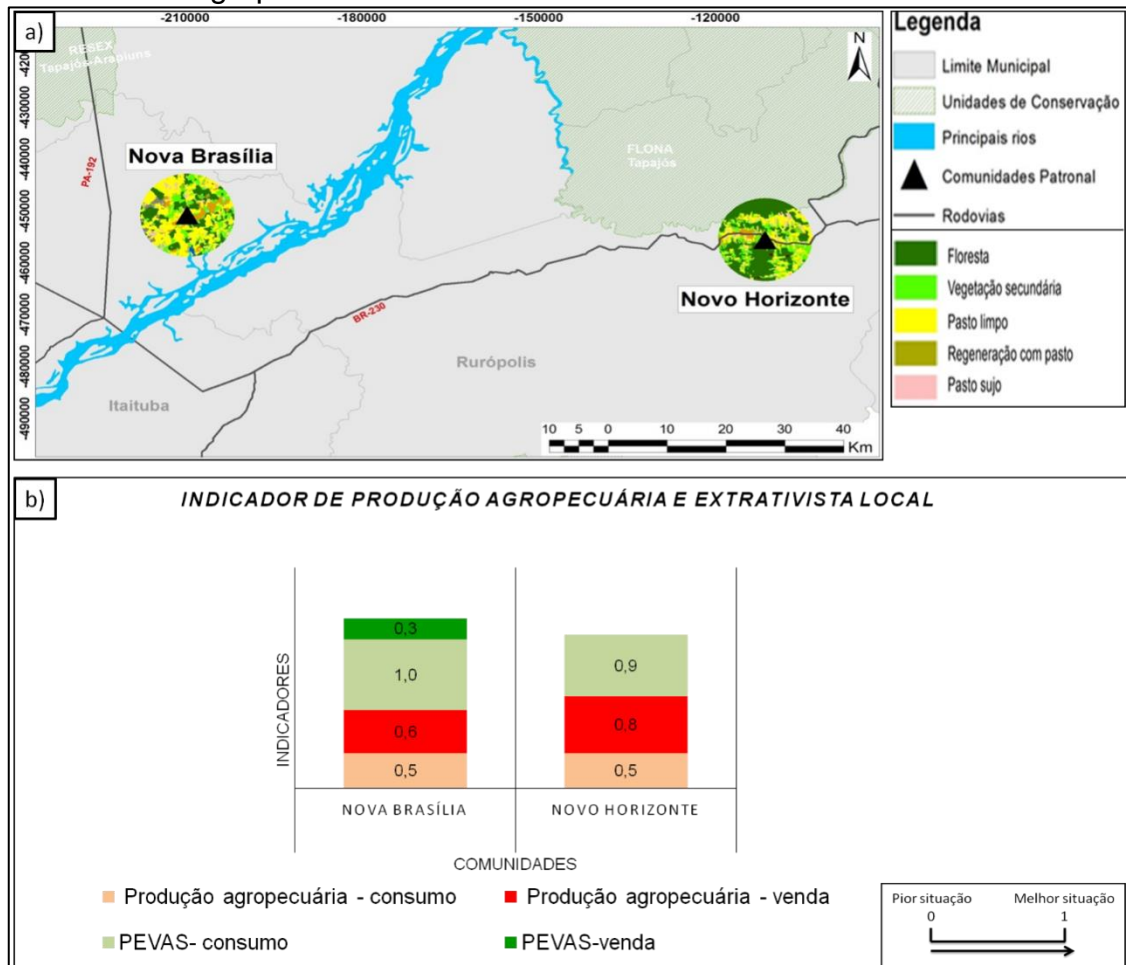 a)
-210000
-180000
-150000
-120000
RESEX
Tapajós-Arapiuns
N
Nova Brasília
PA-192
FLONA
Tapajós
Novo Horizonte
BR-230
Rurópolis
Itaituba
10 5 0 10 20 30 40
Km
-430000
-440000
-450000
-460000
-470000
-480000
-490000
Legenda
Limite Municipal
Unidades de Conservação
Principais rios
Comunidades Patronal
Rodovias
Floresta
Vegetação secundária
Pasto limpo
Regeneração com pasto
Pasto sujo
b)
INDICADOR DE PRODUÇÃO AGROPECUÁRIA E EXTRATIVISTA LOCAL
INDICADORES
0,3
1,0
0,6
0,5
0,9
0,8
0,5
NOVA BRASÍLIA
NOVO HORIZONTE
COMUNIDADES
Produção agropecuária - consumo
Produção agropecuária - venda
PEVAS- consumo
PEVAS-venda
Pior situação Melhor situação
0 1